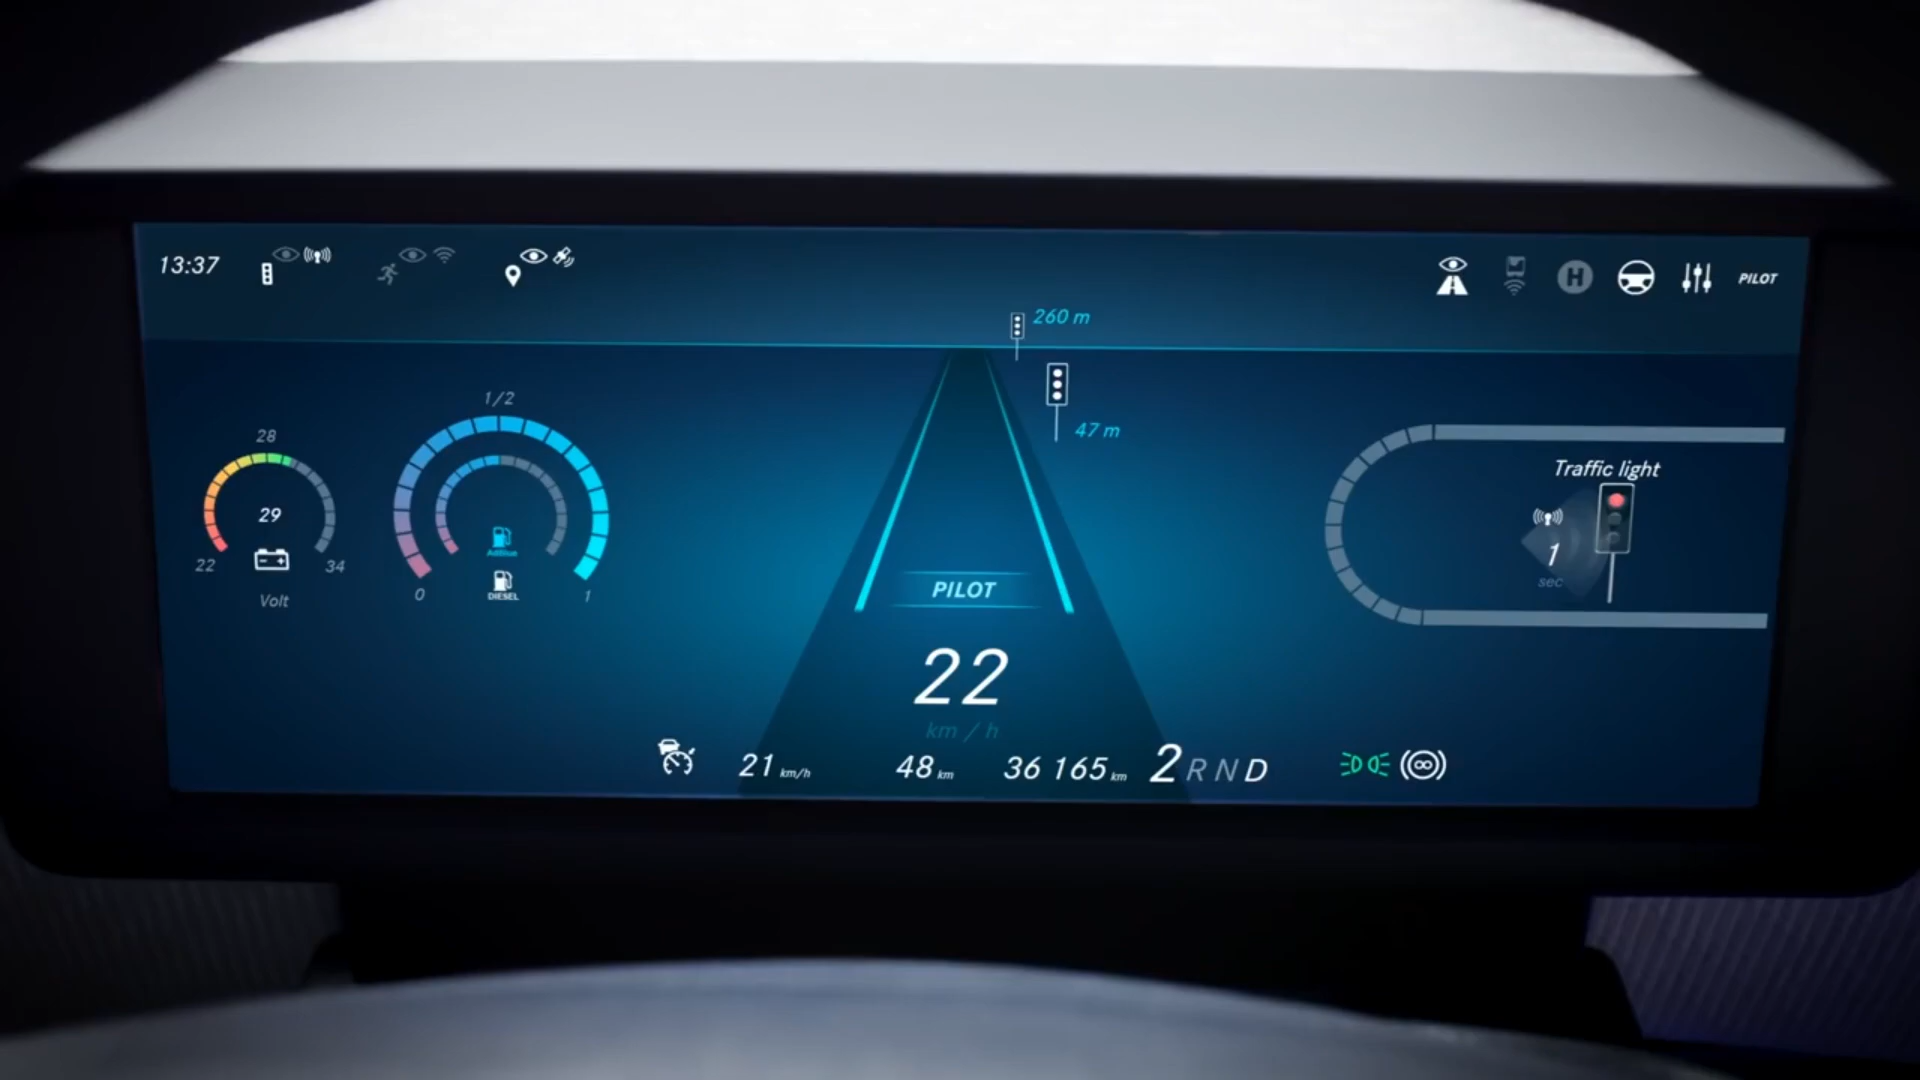 13:37
H
PILOT
260 m
47 m
28
29
22
34
Volt
1/2
AdBlue
DIESEL
0
1
Traffic light
1
sec
PILOT
22
km / h
21 km/h
48 km
36 165 km
2 R N D